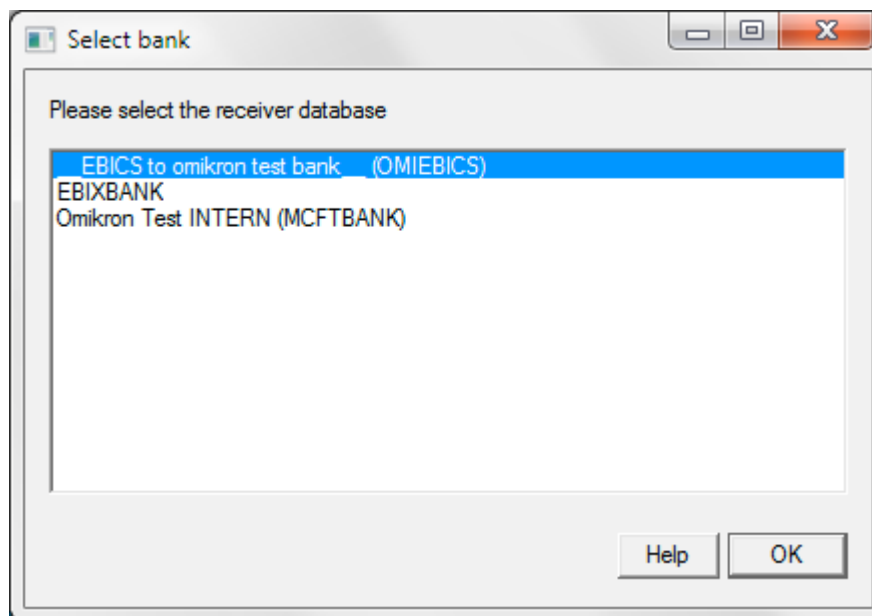 Select bank
Please select the receiver database
__EBICS to omikron test bank__ (OMIEBICS)
EBIXBANK
Omikron Test INTERN (MCFTBANK)
Help OK